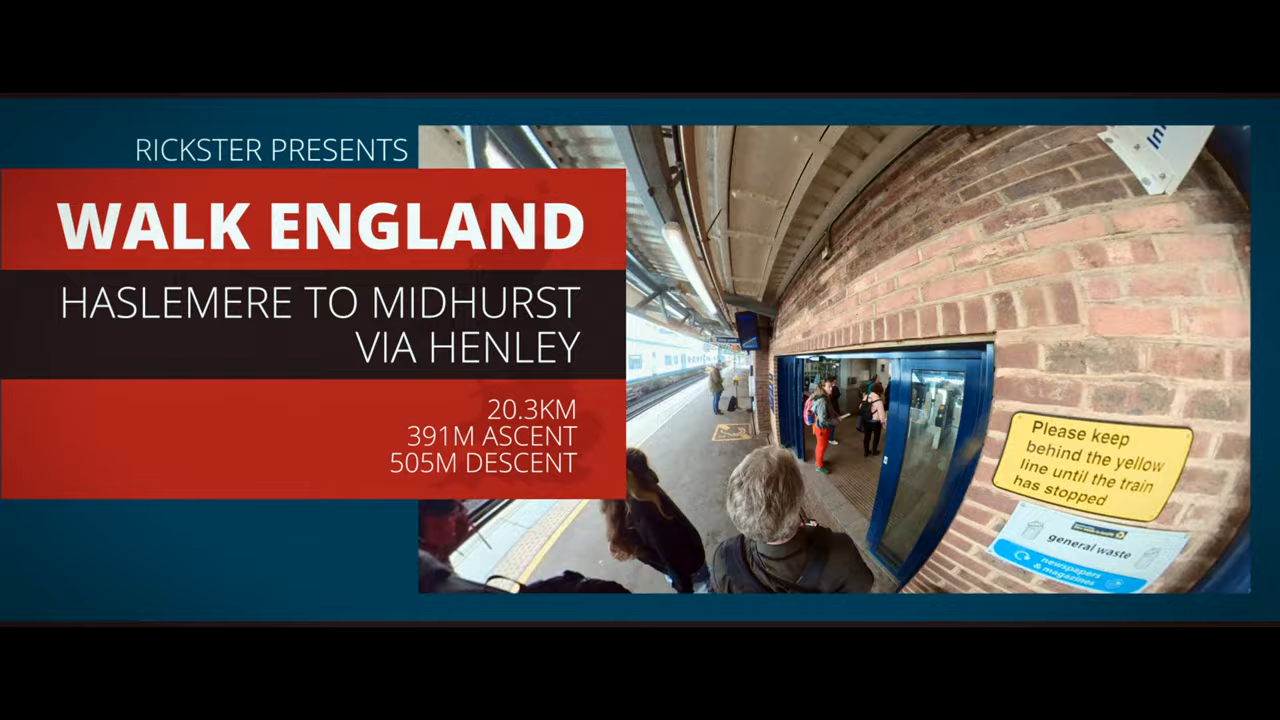 RICKSTER PRESENTS
WALK ENGLAND
HASLEMERE TO MIDHURST
VIA HENLEY
20.3KM
391M ASCENT
505M DESCENT
Please keep
behind the yellow
line until the train
has stopped
general waste
newspapers
& magazines